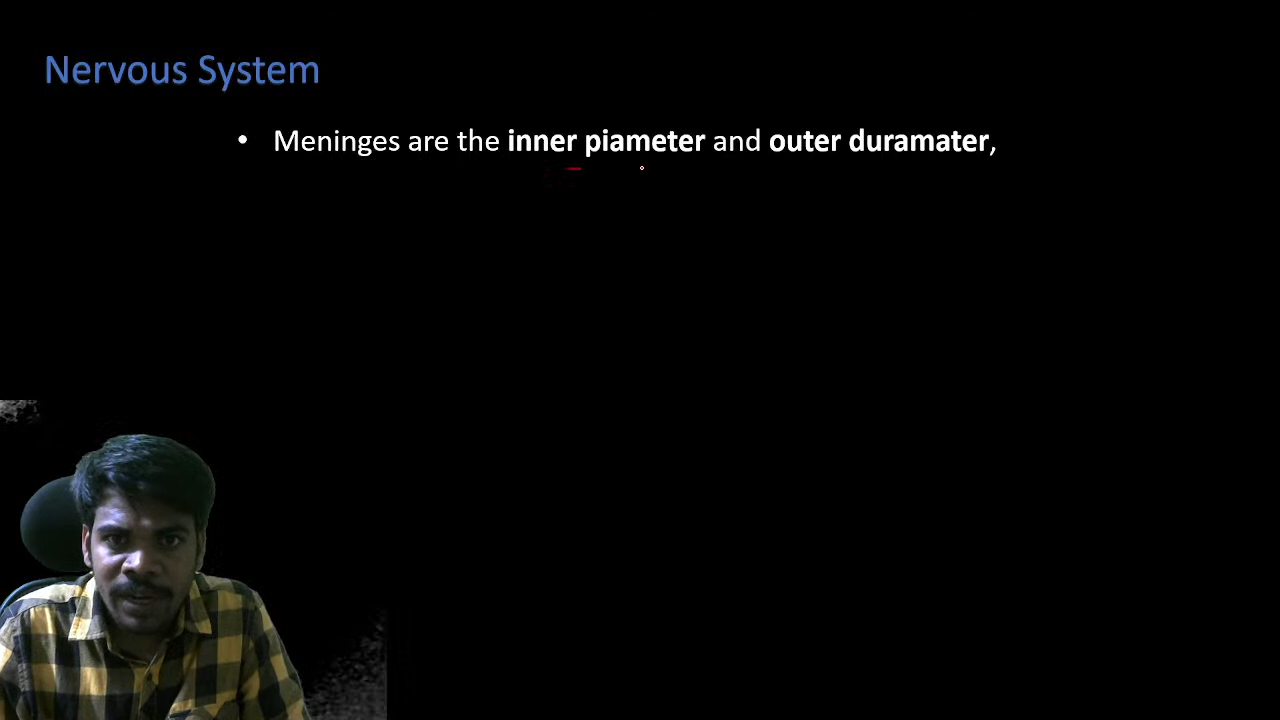 Nervous System
• Meninges are the inner piameter and outer duramater,